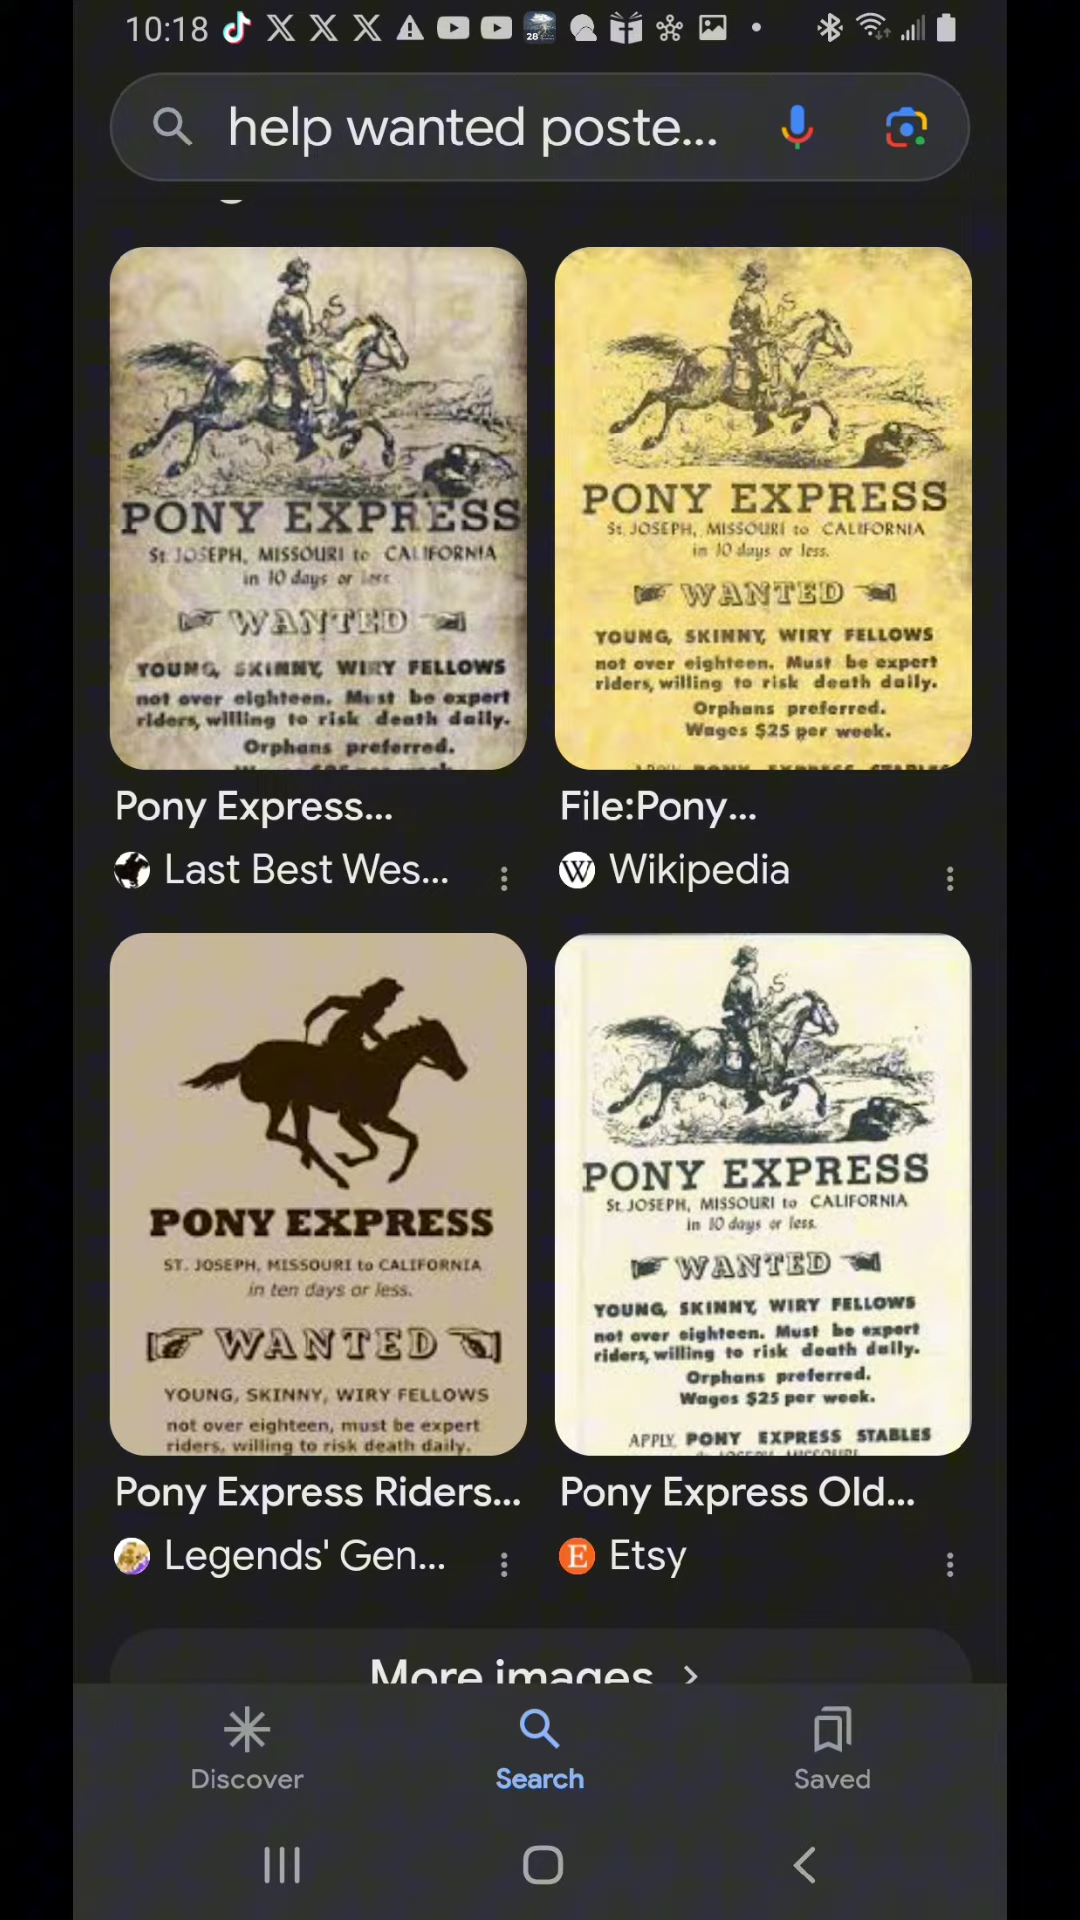 10:18
28°
help wanted poste...
PONY EXPRESS
St. JOSEPH, MISSOURI to CALIFORNIA
in 10 days or less
WANTED
YOUNG, SKINNY, WIRY FELLOWS
not over eighteen. Must be expert
riders, willing to risk death daily.
Orphans preferred.
Pony Express...
Last Best Wes...
PONY EXPRESS
St. JOSEPH, MISSOURI to CALIFORNIA
in 10 days or less.
WANTED
YOUNG, SKINNY, WIRY FELLOWS
not over eighteen. Must be expert
riders, willing to risk death daily.
Orphans preferred.
Wages $25 per week.
PONY EXPRESS STABLES
File:Pony...
W Wikipedia
PONY EXPRESS
ST. JOSEPH, MISSOURI to CALIFORNIA
in ten days or less.
WANTED
YOUNG, SKINNY, WIRY FELLOWS
not over eighteen, must be expert
riders, willing to risk death daily.
Pony Express Riders...
Legends' Gen...
PONY EXPRESS
St. JOSEPH, MISSOURI to CALIFORNIA
in 10 days or less.
WANTED
YOUNG, SKINNY, WIRY FELLOWS
not over eighteen. Must be expert
riders, willing to risk death daily.
Orphans preferred.
Wages $25 per week.
APPLY, PONY EXPRESS STABLES
Pony Express Old...
E Etsy
More images >
Discover
Search
Saved